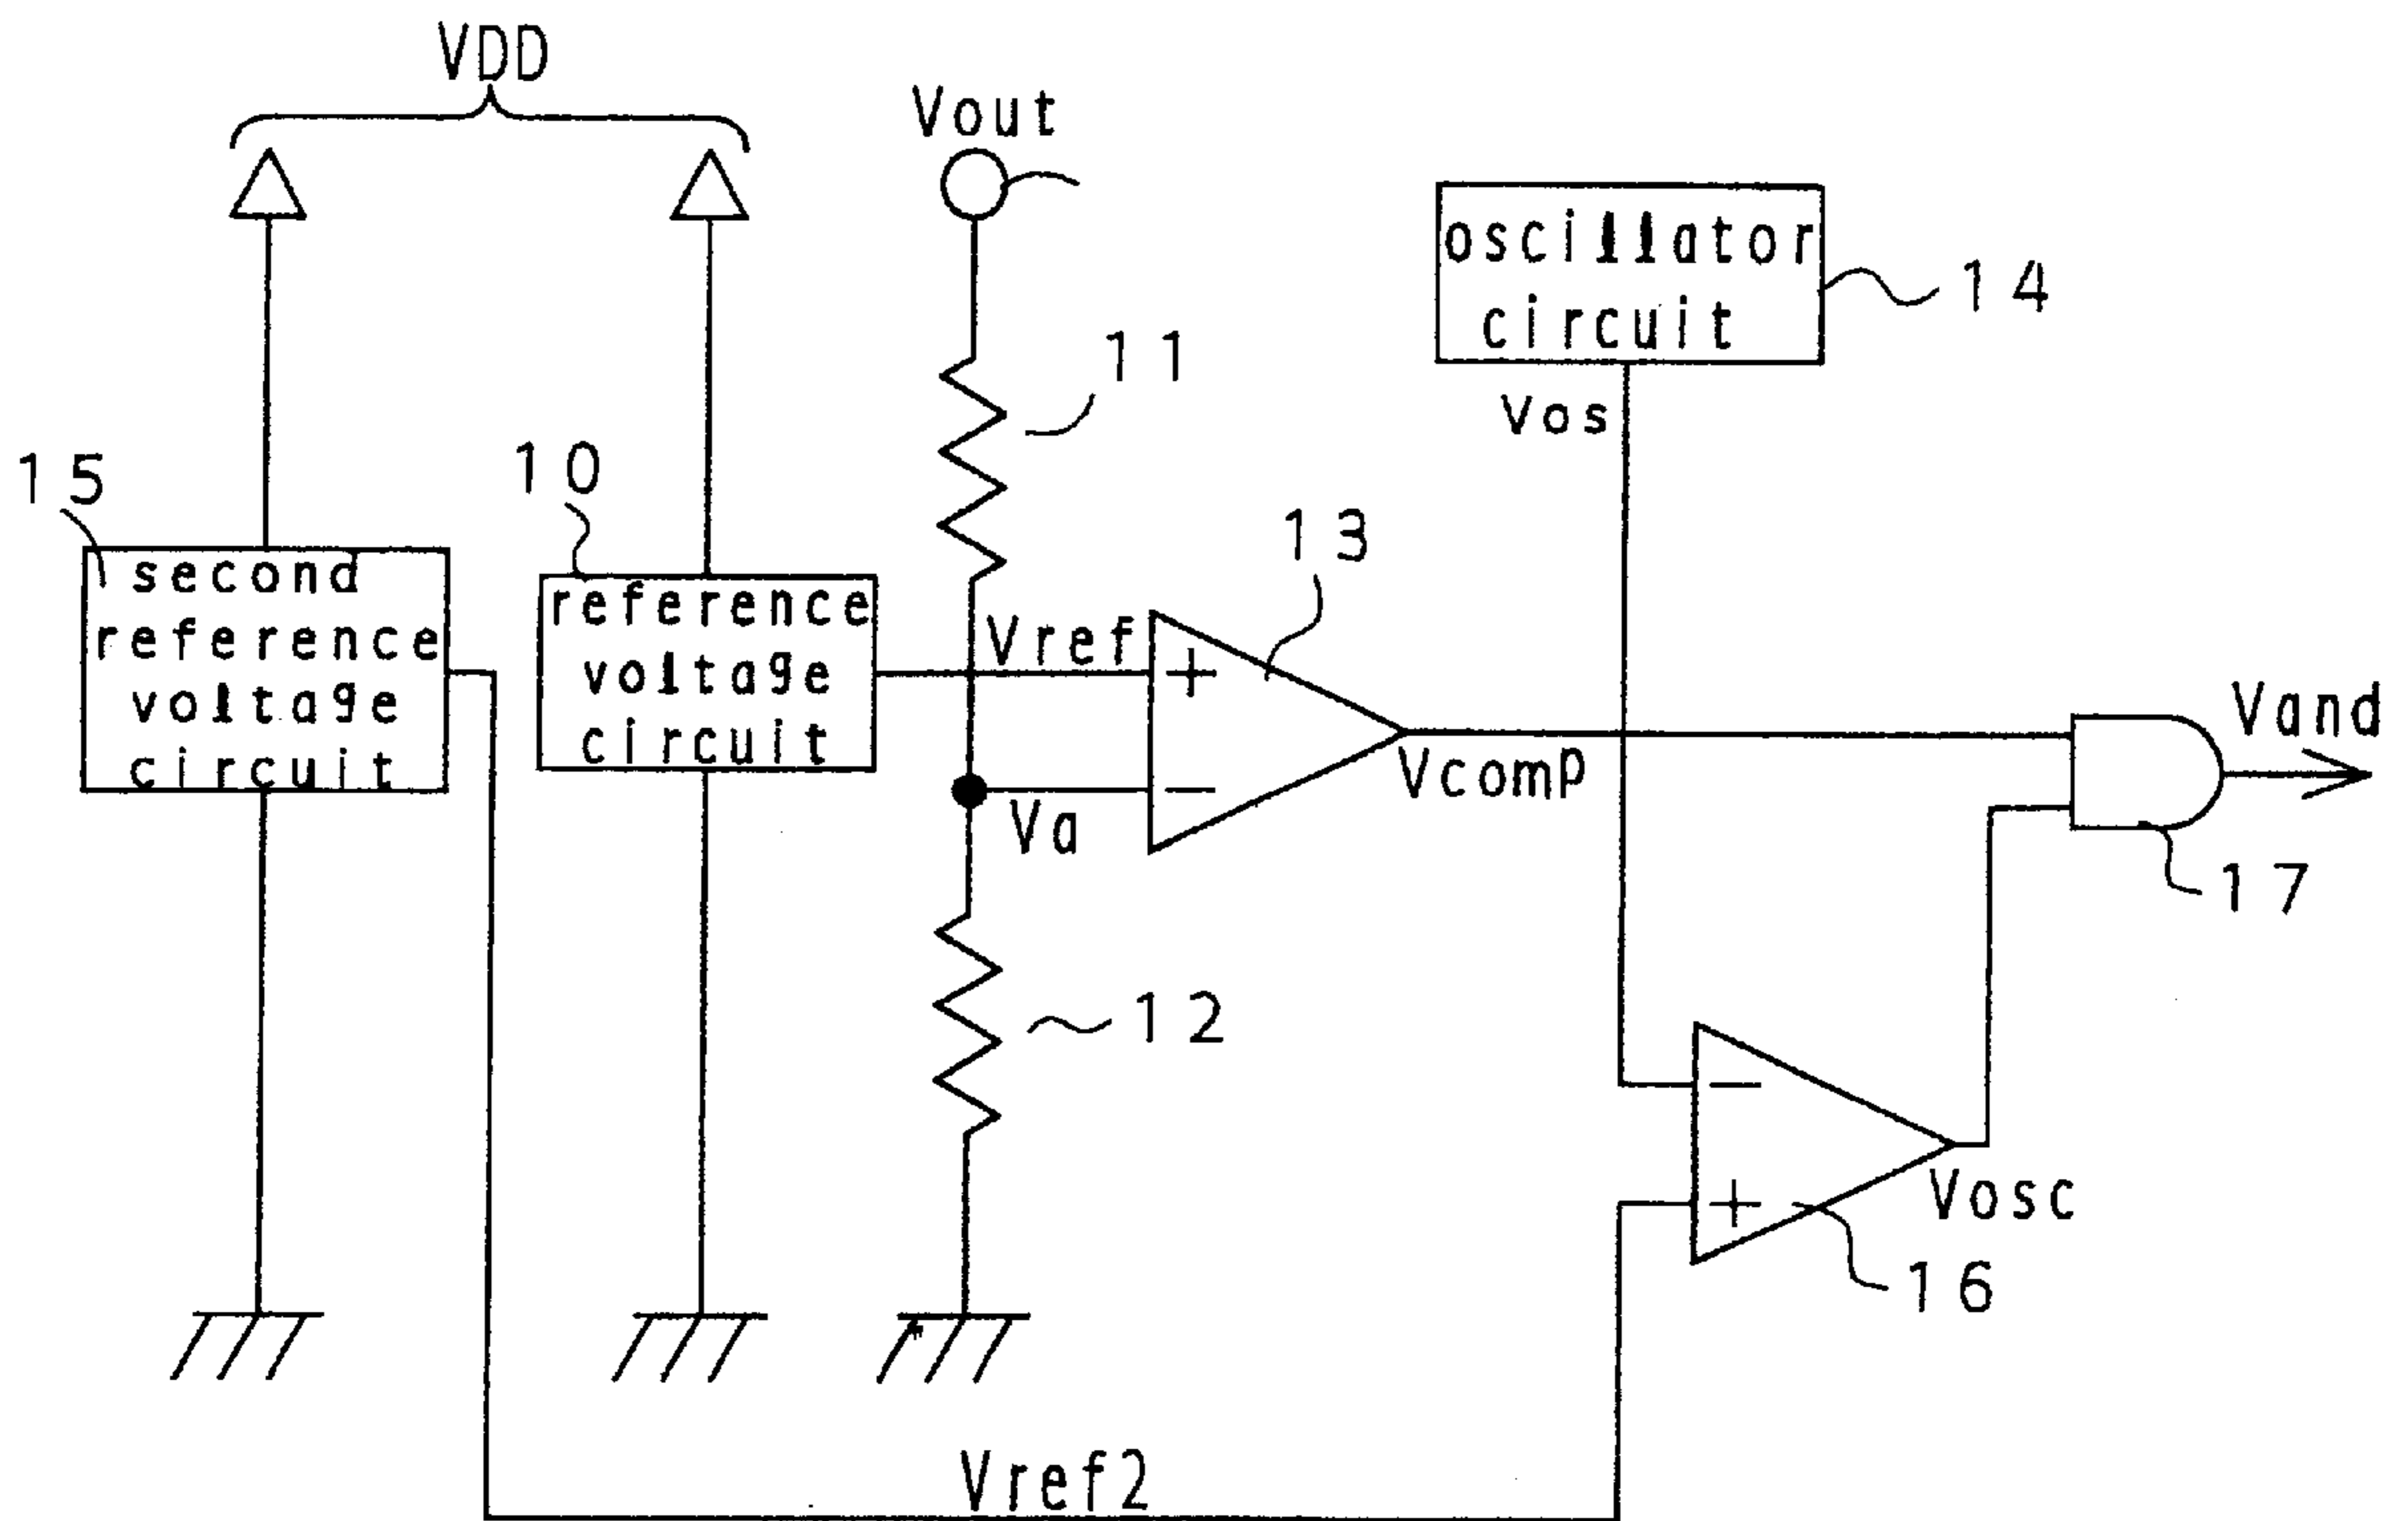 VDD
Vout
oscillator
circuit
14
Vos
11
15
10
13
second
reference
voltage
circuit
reference
voltage
circuit
Vref
Va
Vcomp
Vand
17
12
Vosc
16
Vref2